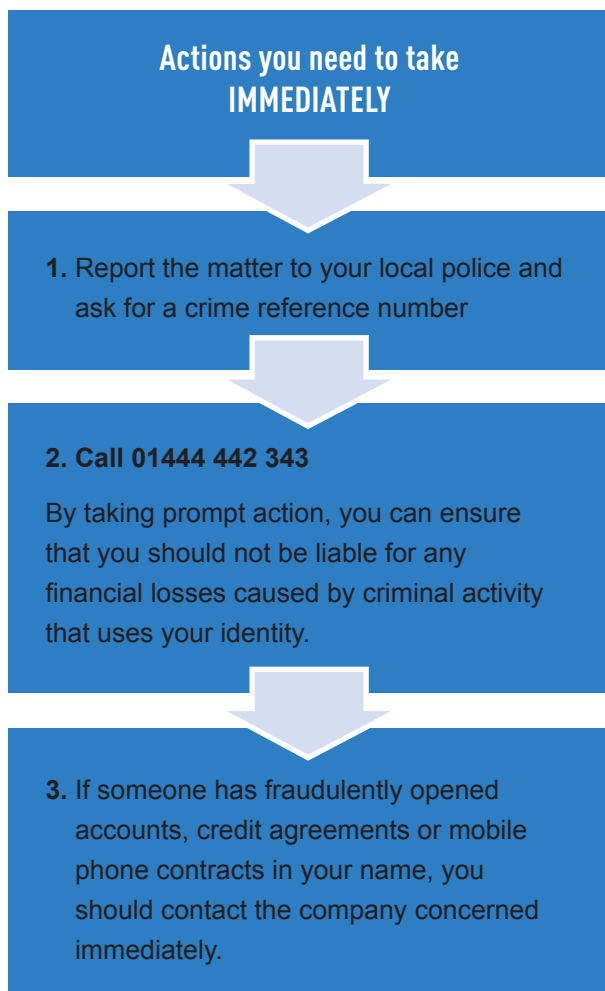 Actions you need to take
IMMEDIATELY
1. Report the matter to your local police and
ask for a crime reference number
2. Call 01444 442 343
By taking prompt action, you can ensure
that you should not be liable for any
financial losses caused by criminal activity
that uses your identity.
3. If someone has fraudulently opened
accounts, credit agreements or mobile
phone contracts in your name, you
should contact the company concerned
immediately.